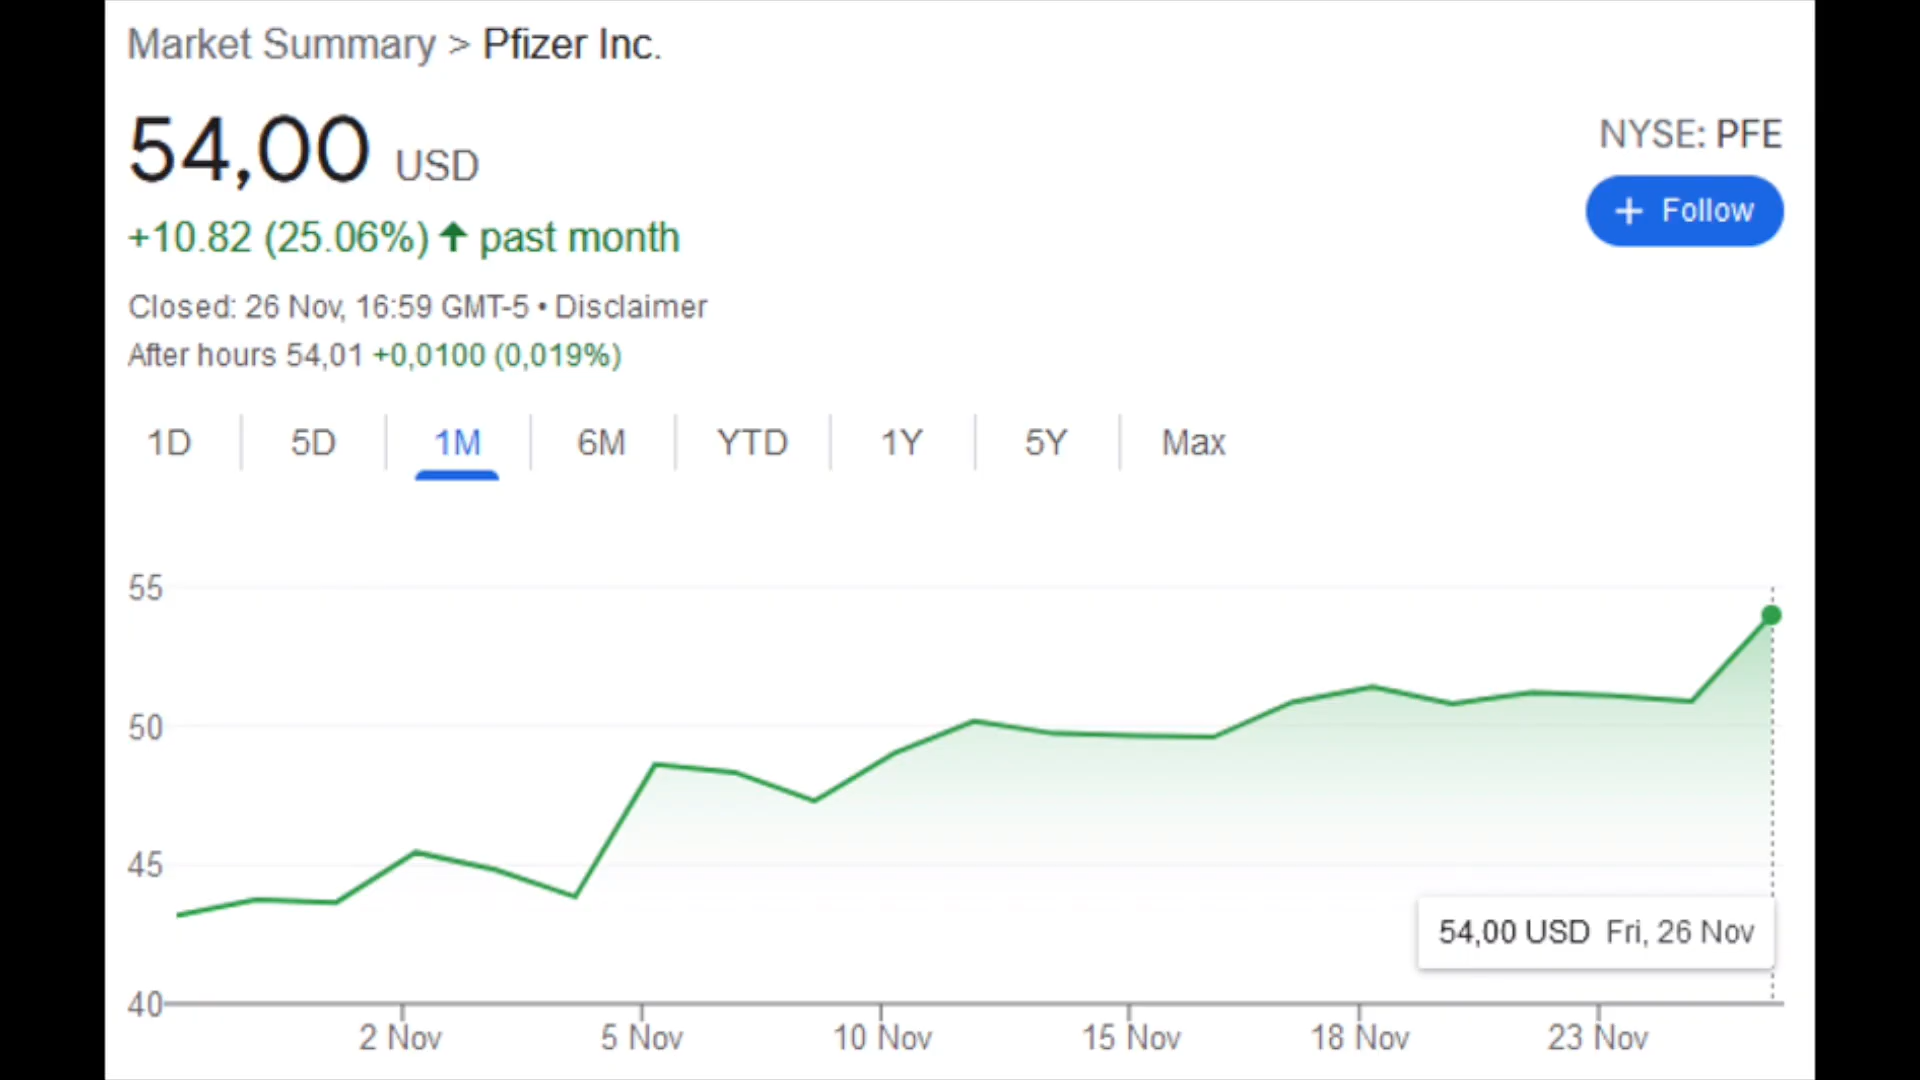 Market Summary > Pfizer Inc.
54,00 USD
NYSE: PFE
+ Follow
+10.82 (25.06%) ↑ past month
Closed: 26 Nov, 16:59 GMT-5 • Disclaimer
After hours 54,01 +0,0100 (0,019%)
1D 5D 1M 6M YTD 1Y 5Y Max
55
50
45
54,00 USD Fri, 26 Nov
40
2 Nov 5 Nov 10 Nov 15 Nov 18 Nov 23 Nov